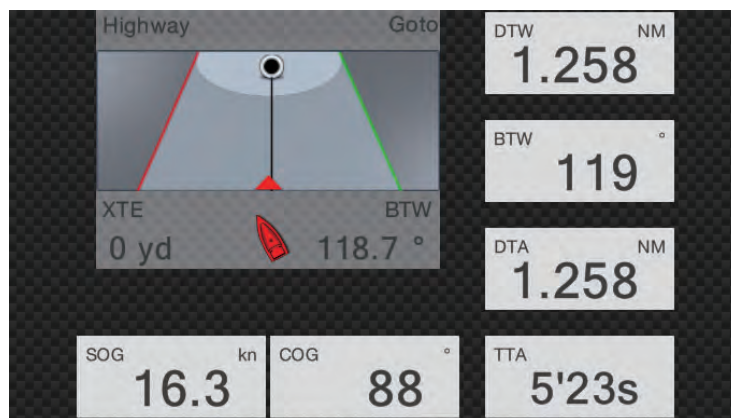 Highway Goto
XTE BTW
0 yd 118.7 °
DTW NM
1.258
BTW °
119
DTA NM
1.258
SOG kn
16.3
COG °
88
TTA
5'23s